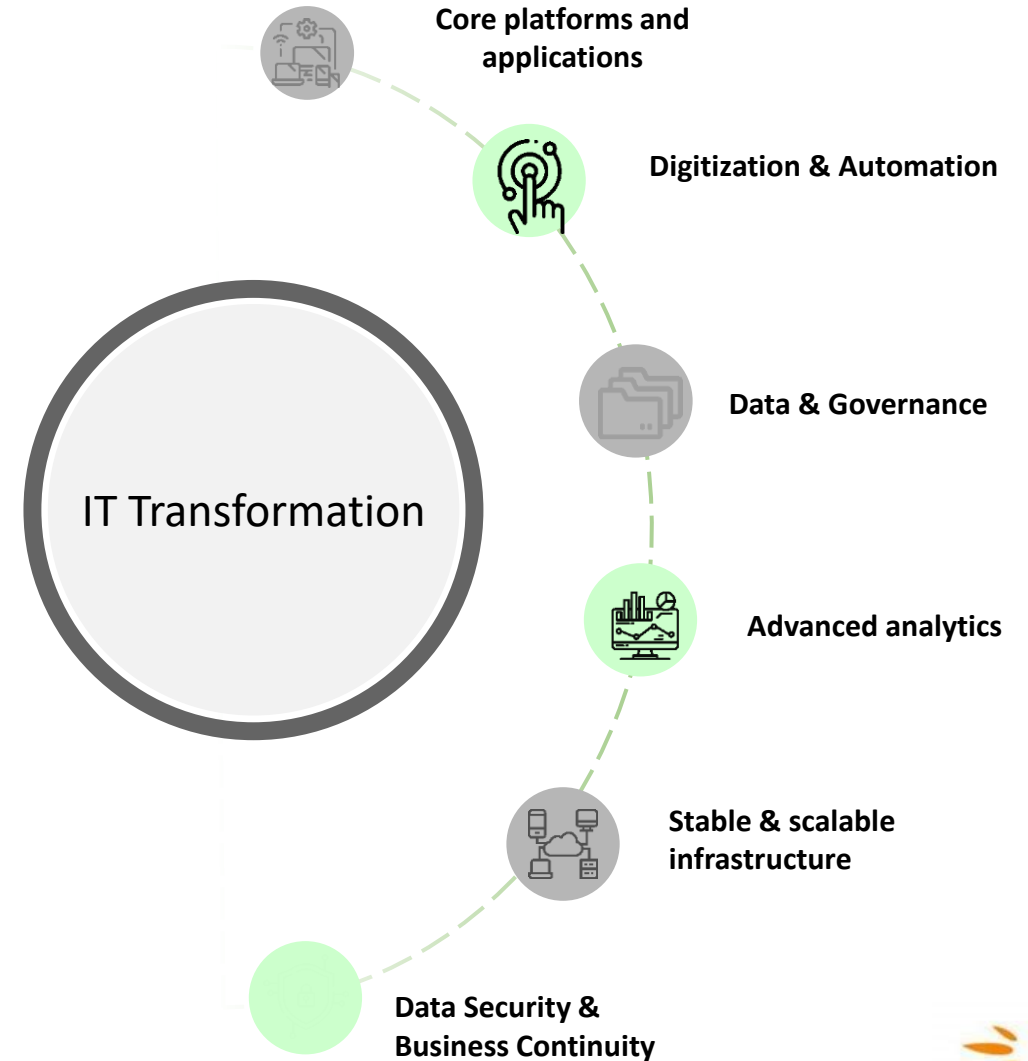 Core platforms and
applications
Digitization & Automation
Data & Governance
IT Transformation
Advanced analytics
Stable & scalable
infrastructure
Data Security &
Business Continuity